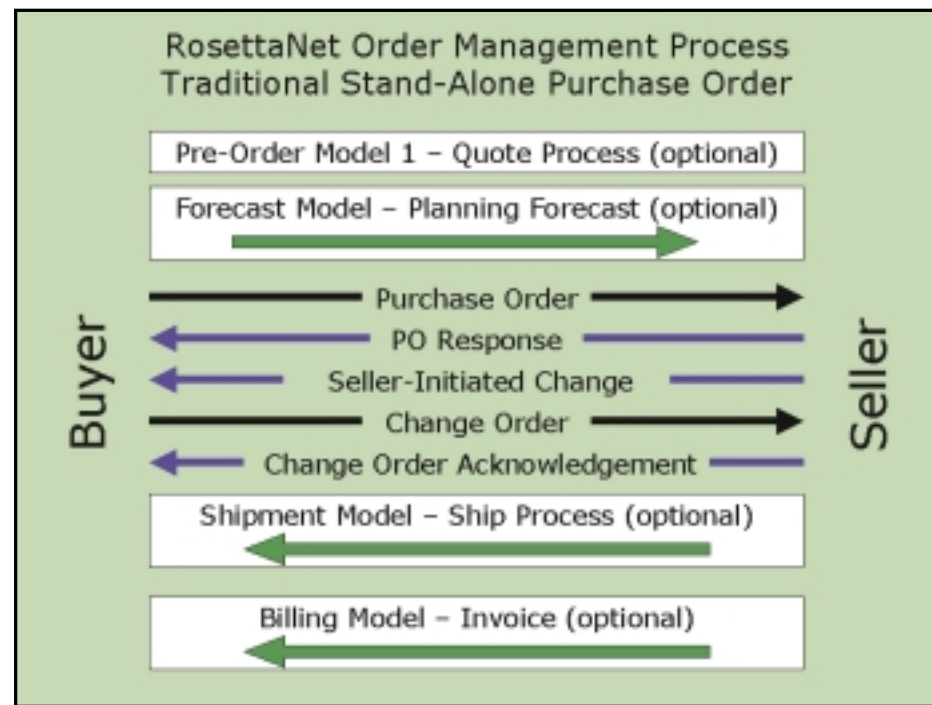 RosettaNet Order Management Process
Traditional Stand-Alone Purchase Order
Pre-Order Model 1 – Quote Process (optional)
Forecast Model – Planning Forecast (optional)
Buyer
Purchase Order
PO Response
Seller-Initiated Change
Change Order
Change Order Acknowledgement
Seller
Shipment Model – Ship Process (optional)
Billing Model – Invoice (optional)